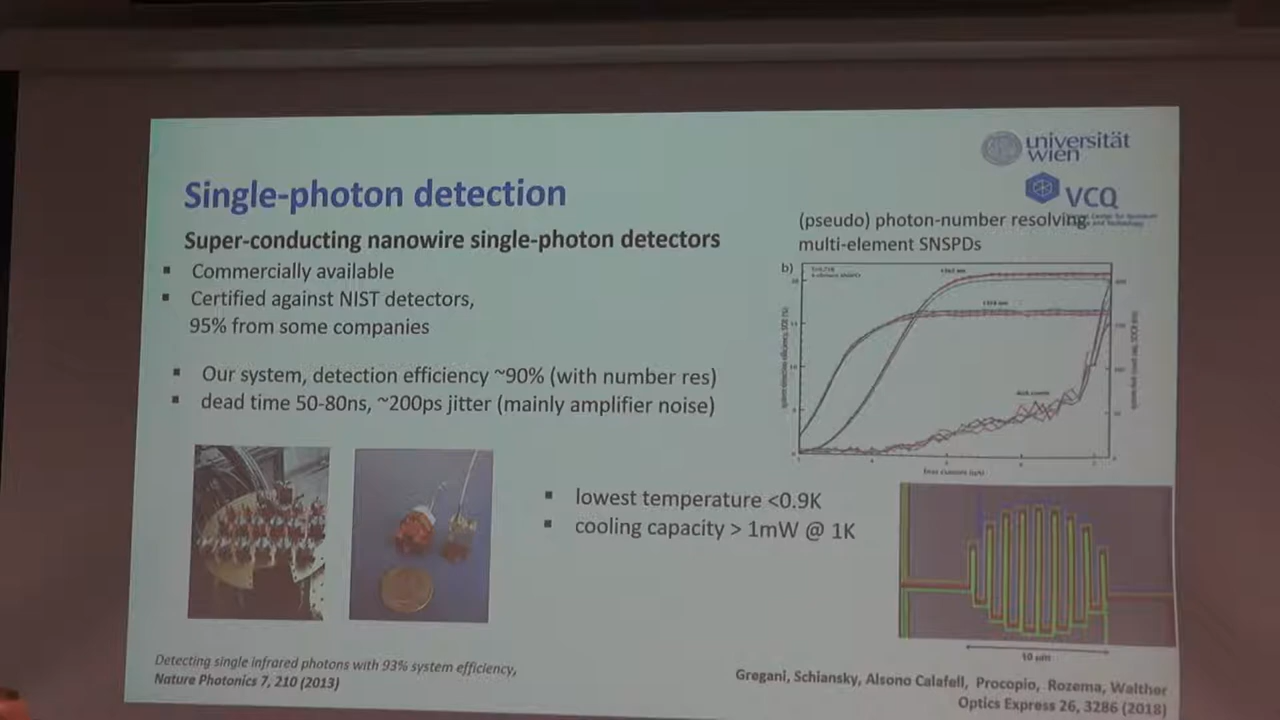 universität
wien
VCQ
Single-photon detection
(pseudo) photon-number resolving
multi-element SNSPDs
Super-conducting nanowire single-photon detectors
▪ Commercially available
▪ Certified against NIST detectors,
95% from some companies
▪ Our system, detection efficiency ~90% (with number res)
▪ dead time 50-80ns, ~200ps jitter (mainly amplifier noise)
b)
dark counts
▪ lowest temperature <0.9K
▪ cooling capacity > 1mW @ 1K
10 µm
Detecting single infrared photons with 93% system efficiency,
Nature Photonics 7, 210 (2013)
Gregani, Schiansky, Alsono Calafell, Procopio, Rozema, Walther
Optics Express 26, 3286 (2018)